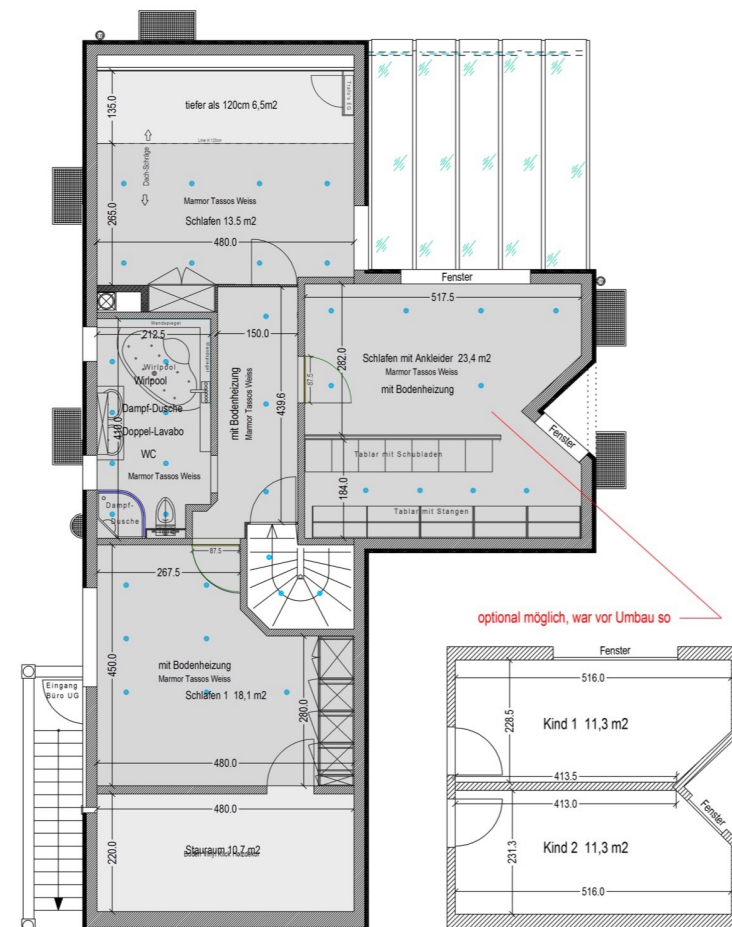 135.0
tiefer als 120cm 6,5m2
Dach-Schräge
265.0
Marmor Tassos Weiss
Schlafen 13.5 m2
480.0
Fenster
517.5
Wandspiegel
212.5
150.0
Wirlpool
Wirlpool
Dampf-Dusche
Doppel-Lavabo
WC
Marmor Tassos Weiss
410.0
Dampf-
Dusche
mit Bodenheizung
Marmor Tassos Weiss
439.6
282.0
87.5
Schlafen mit Ankleider 23,4 m2
Marmor Tassos Weiss
mit Bodenheizung
Fenster
Tablar mit Schubladen
184.0
Tablar mit Stangen
87.5
267.5
450.0
mit Bodenheizung
Marmor Tassos Weiss
Schlafen 1 18,1 m2
280.0
480.0
Eingang
Büro UG
480.0
220.0
Stauraum 10,7 m2
optional möglich, war vor Umbau so
Fenster
516.0
228.5
Kind 1 11,3 m2
413.5
413.0
Fenster
231.3
Kind 2 11,3 m2
516.0